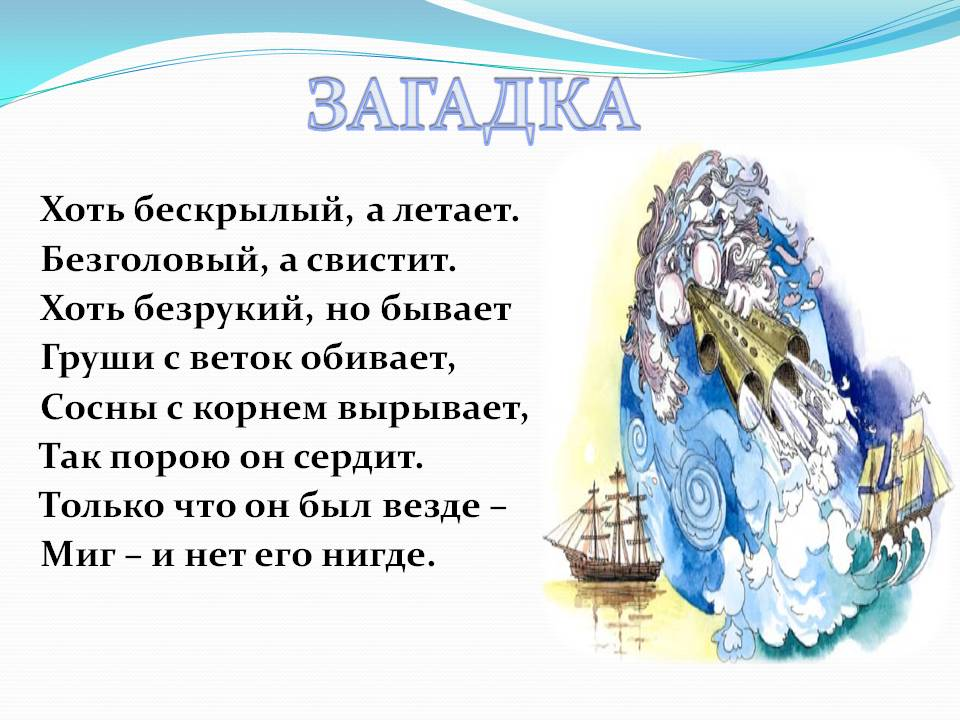 ЗАГАДКА
Хоть бескрылый, а летает.
Безголовый, а свистит.
Хоть безрукий, но бывает
Груши с веток обивает,
Сосны с корнем вырывает,
Так порою он сердит.
Только что он был везде –
Миг – и нет его нигде.